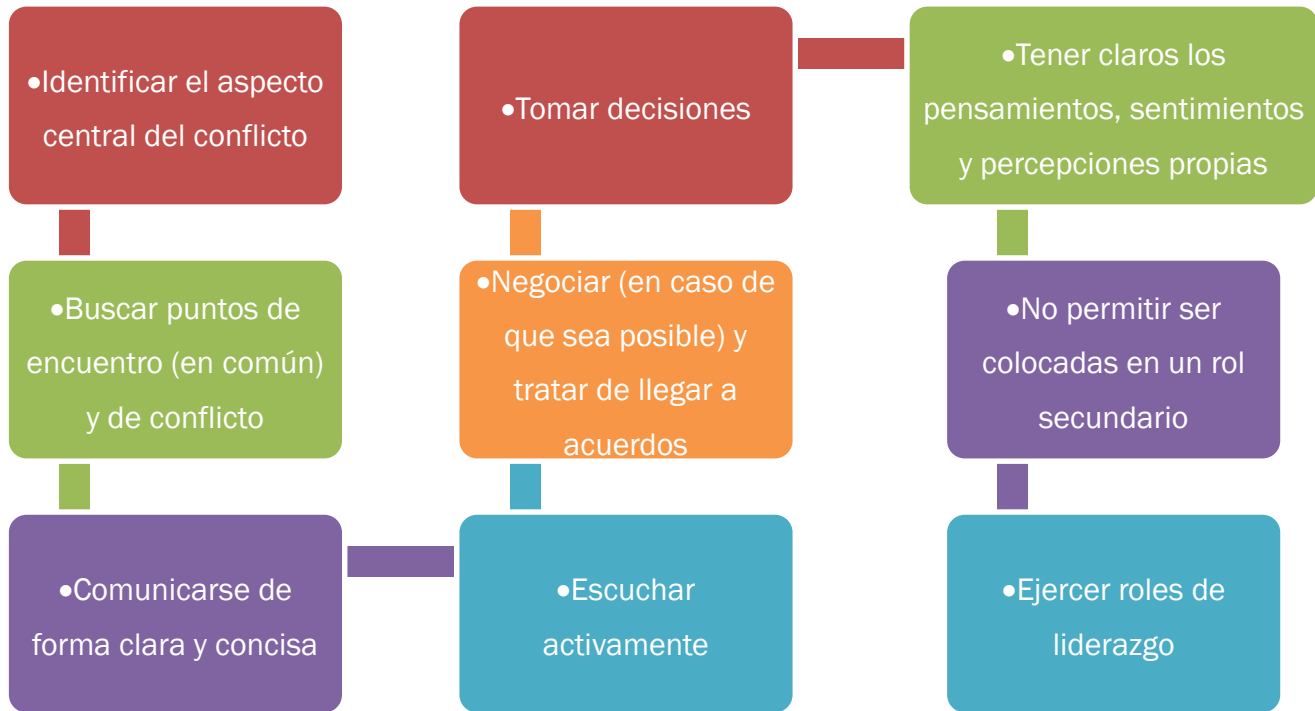 •Identificar el aspecto
central del conflicto
•Buscar puntos de
encuentro (en común)
y de conflicto
•Comunicarse de
forma clara y concisa
•Escuchar
activamente
•Negociar (en caso de
que sea posible) y
tratar de llegar a
acuerdos
•Tomar decisiones
•Tener claros los
pensamientos, sentimientos
y percepciones propias
•No permitir ser
colocadas en un rol
secundario
•Ejercer roles de
liderazgo